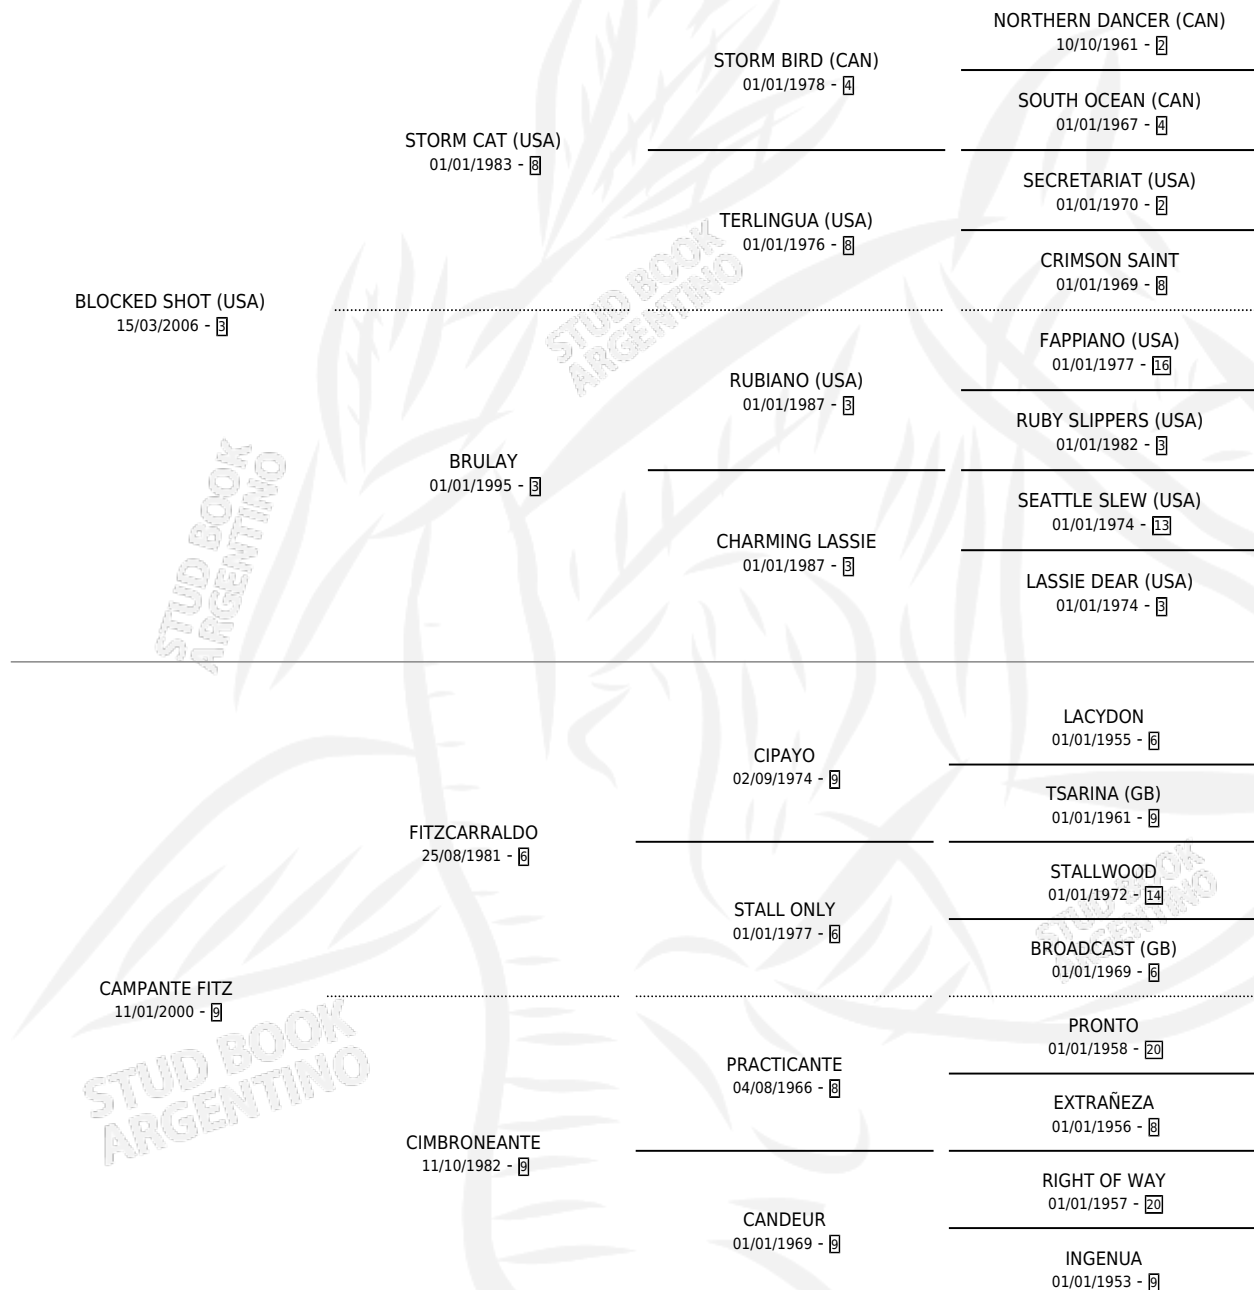 NORTHERN DANCER (CAN)
10/10/1961 - 2
STORM BIRD (CAN)
01/01/1978 - 4
SOUTH OCEAN (CAN)
01/01/1967 - 4
STORM CAT (USA)
01/01/1983 - 8
SECRETARIAT (USA)
01/01/1970 - 2
TERLINGUA (USA)
01/01/1976 - 8
CRIMSON SAINT
01/01/1969 - 8
BLOCKED SHOT (USA)
15/03/2006 - 3
FAPPIANO (USA)
01/01/1977 - 16
RUBIANO (USA)
01/01/1987 - 3
RUBY SLIPPERS (USA)
01/01/1982 - 3
BRULAY
01/01/1995 - 3
SEATTLE SLEW (USA)
01/01/1974 - 13
CHARMING LASSIE
01/01/1987 - 3
LASSIE DEAR (USA)
01/01/1974 - 3
LACYDON
01/01/1955 - 6
CIPAYO
02/09/1974 - 9
TSARINA (GB)
01/01/1961 - 9
FITZCARRALDO
25/08/1981 - 6
STALLWOOD
01/01/1972 - 14
STALL ONLY
01/01/1977 - 6
BROADCAST (GB)
01/01/1969 - 6
CAMPANTE FITZ
11/01/2000 - 9
PRONTO
01/01/1958 - 20
PRACTICANTE
04/08/1966 - 8
EXTRAÑEZA
01/01/1956 - 8
CIMBRONEANTE
11/10/1982 - 9
RIGHT OF WAY
01/01/1957 - 20
CANDEUR
01/01/1969 - 9
INGENUA
01/01/1953 - 9
STUD BOOK
ARGENTINO
STUD BOOK
ARGENTINO
STUD BOOK
ARGENTINO
STUD BOOK
ARGENTINO